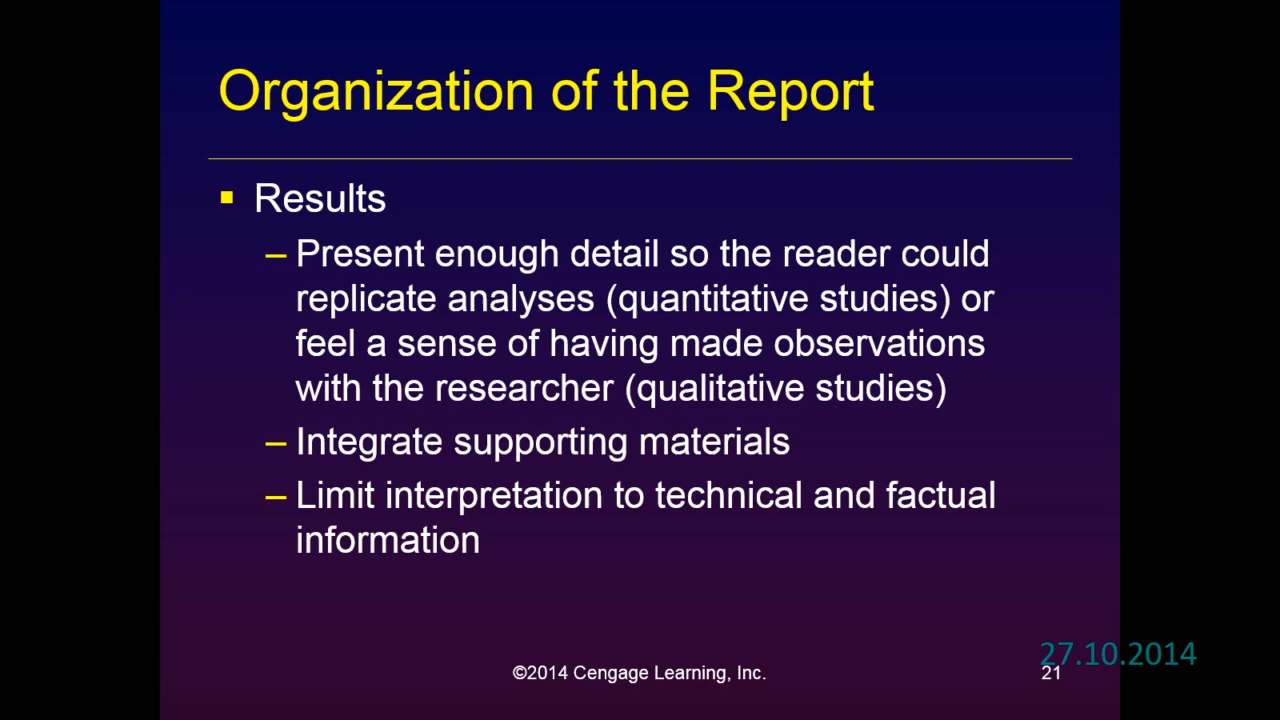 Organization of the Report
▪ Results
– Present enough detail so the reader could
replicate analyses (quantitative studies) or
feel a sense of having made observations
with the researcher (qualitative studies)
– Integrate supporting materials
– Limit interpretation to technical and factual
information
27.10.2014
©2014 Cengage Learning, Inc.
21